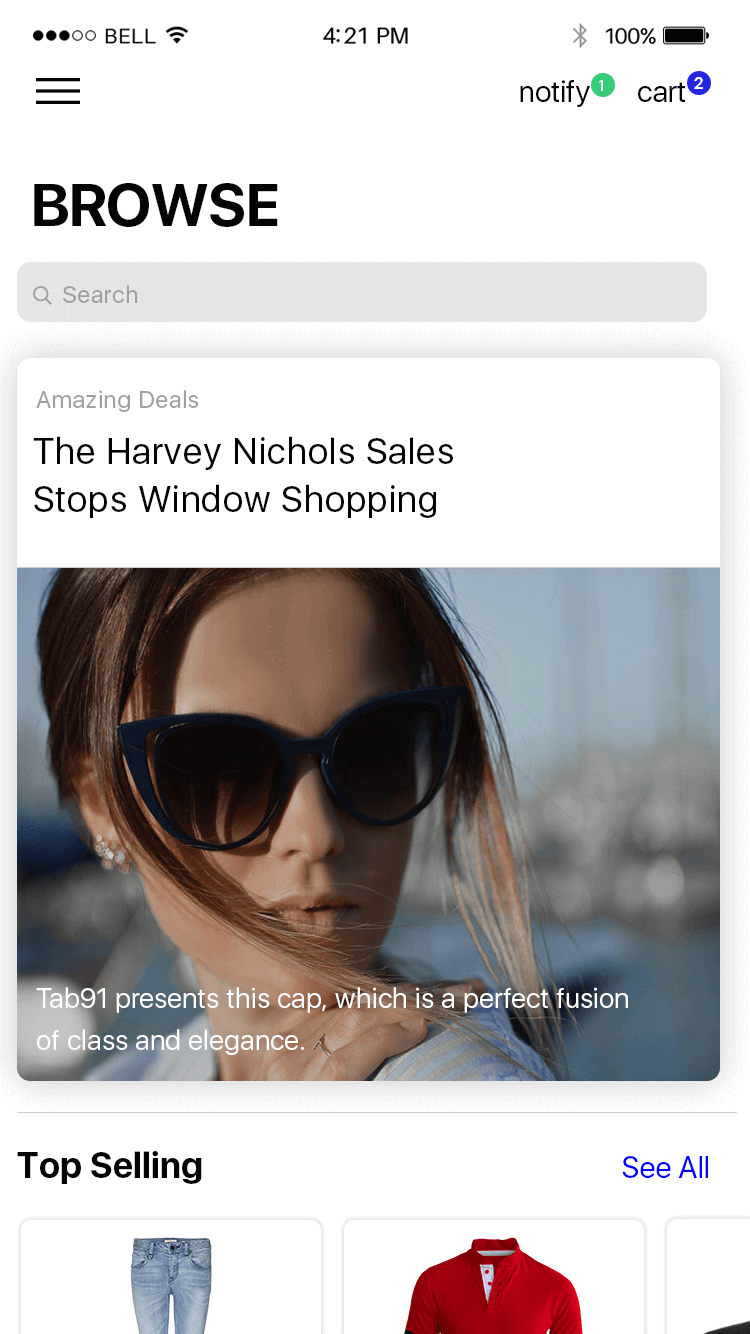 BELL 4:21 PM 100%
notify 1 cart 2
BROWSE
Search
Amazing Deals
The Harvey Nichols Sales
Stops Window Shopping
Tab91 presents this cap, which is a perfect fusion
of class and elegance.
Top Selling See All